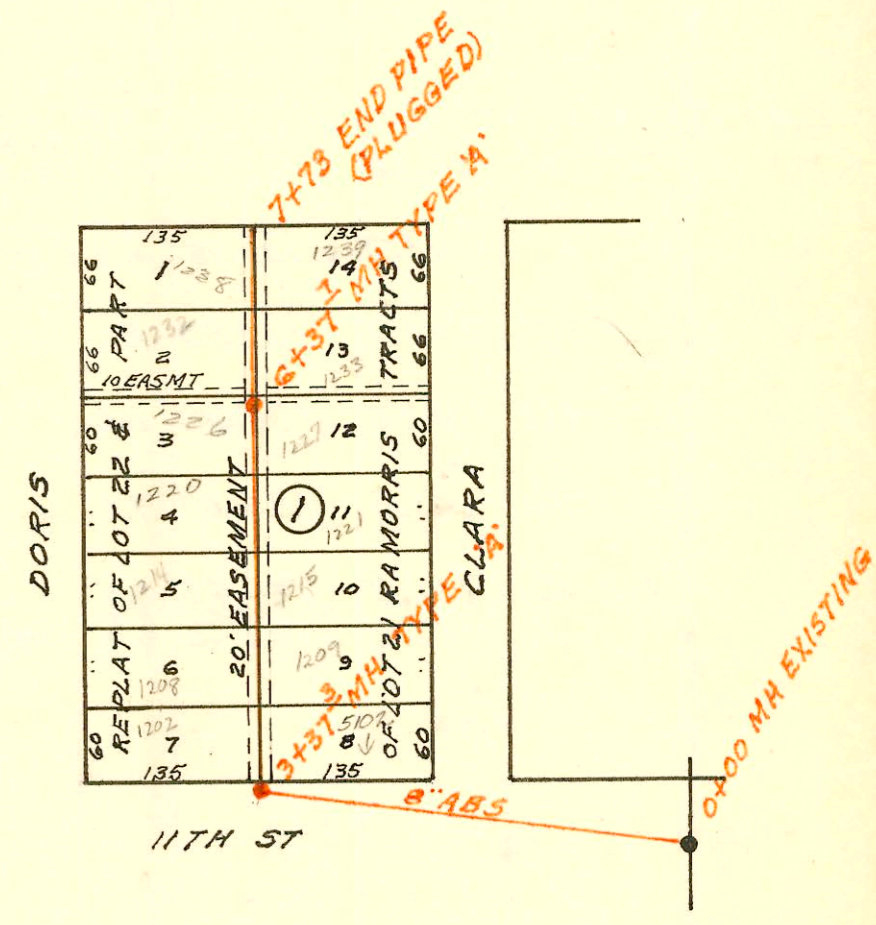 7+73 END PIPE
(PLUGGED)
6+37 1 MH TYPE 'A'
135
135
1
1238
1239
14
66
66
PART
TRACTS
1232
2
13
1233
66
66
10 EASMT
3
1226
1227
12
60
60
REPLAT OF LOT 22 &
OF LOT 21 RA MORRIS
1220
4
1
11
1221
20' EASEMENT
1214
5
1215
10
DORIS
CLARA
6
1208
1209
9
1202
7
5102
8
60
60
135
135
3+37 3 MH TYPE 'A'
8" ABS
0+00 MH EXISTING
11TH ST